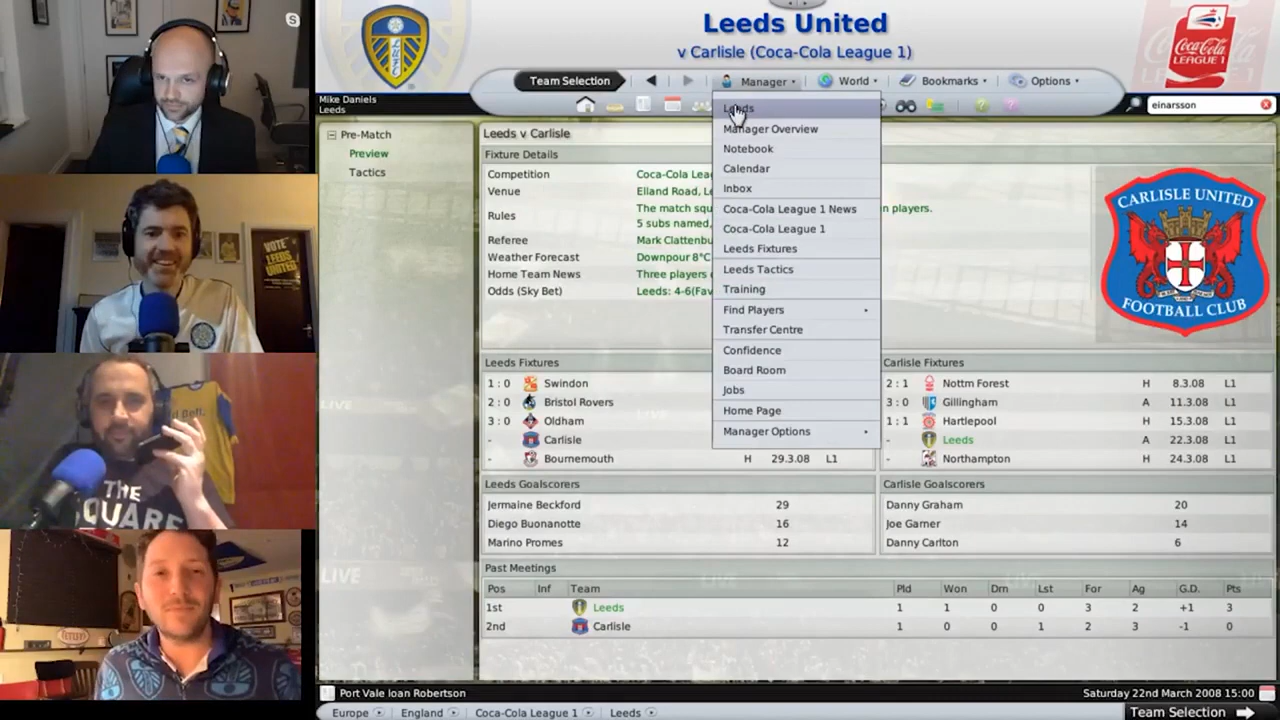 Leeds United
v Carlisle (Coca-Cola League 1)
Coca-Cola
LEAGUE 1
Team Selection
Manager
World
Bookmarks
Options
Mike Daniels
Leeds
einarsson
Pre-Match
Preview
Tactics
Leeds v Carlisle
Fixture Details
Competition Coca-Cola Leag
Venue Elland Road, Le
Rules The match squ n players.
5 subs named,
Referee Mark Clattenbu
Weather Forecast Downpour 8°C
Home Team News Three players
Odds (Sky Bet) Leeds: 4-6(Fav
Leeds
Manager Overview
Notebook
Calendar
Inbox
Coca-Cola League 1 News
Coca-Cola League 1
Leeds Fixtures
Leeds Tactics
Training
Find Players
Transfer Centre
Confidence
Board Room
Jobs
Home Page
Manager Options
CARLISLE UNITED
FOOTBALL CLUB
Leeds Fixtures
1 : 0 Swindon
2 : 0 Bristol Rovers
3 : 0 Oldham
- Carlisle
- Bournemouth H 29.3.08 L1
Carlisle Fixtures
2 : 1 Nottm Forest H 8.3.08 L1
3 : 0 Gillingham A 11.3.08 L1
1 : 1 Hartlepool H 15.3.08 L1
- Leeds A 22.3.08 L1
- Northampton H 24.3.08 L1
Leeds Goalscorers
Jermaine Beckford 29
Diego Buonanotte 16
Marino Promes 12
Carlisle Goalscorers
Danny Graham 20
Joe Garner 14
Danny Carlton 6
Past Meetings
Pos Inf Team Pld Won Drn Lst For Ag G.D. Pts
1st Leeds 1 1 0 0 3 2 +1 3
2nd Carlisle 1 0 0 1 2 3 -1 0
Port Vale loan Robertson
Saturday 22nd March 2008 15:00
Europe
England
Coca-Cola League 1
Leeds
Team Selection
VOTE
LEEDS
UNITED
THE
SQUARE